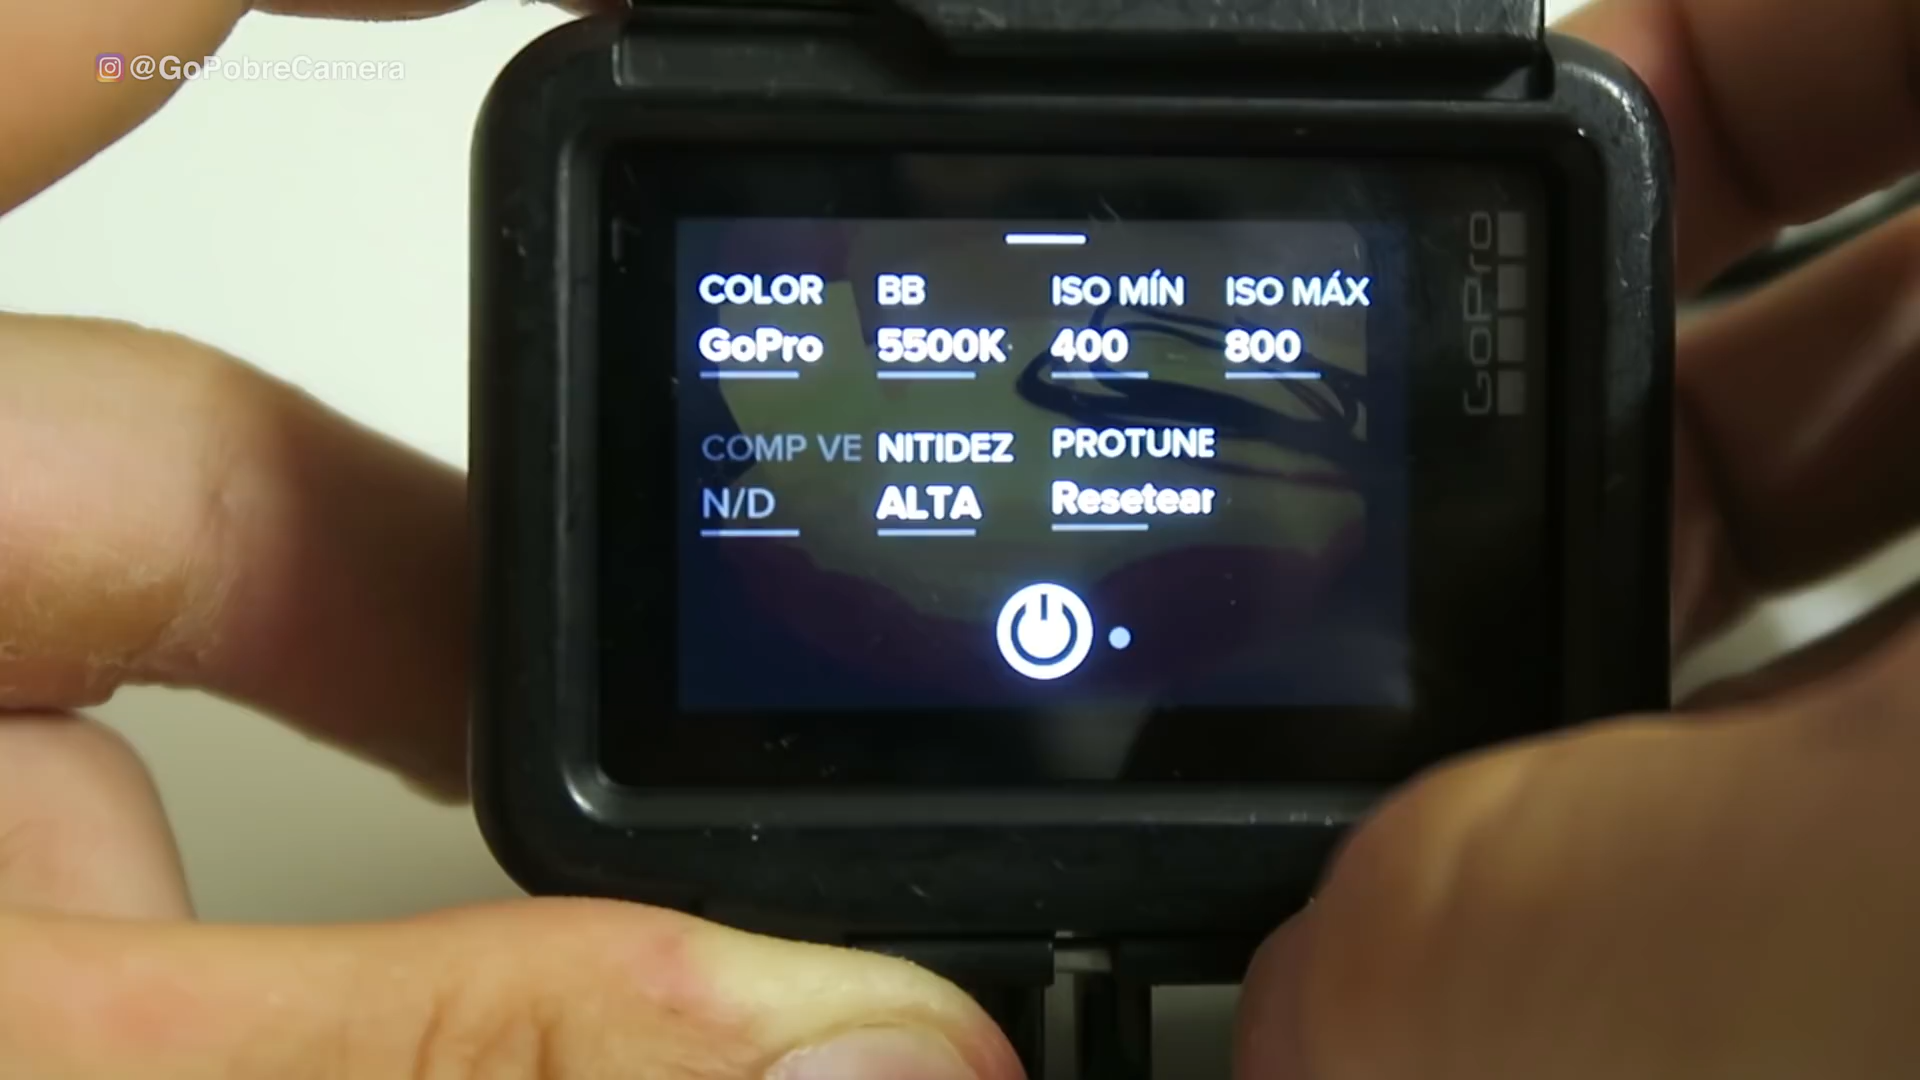 @GoPobreCamera
COLOR BB ISO MÍN ISO MÁX
GoPro 5500K 400 800
COMP VE NITIDEZ PROTUNE
N/D ALTA Resetear
GoPro